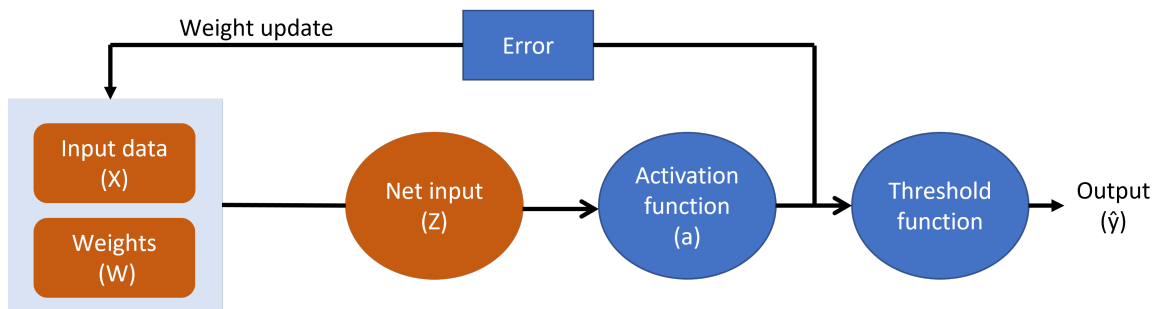 Weight update
Error
Input data
(X)
Weights
(W)
Net input
(Z)
Activation
function
(a)
Threshold
function
Output
(ŷ)